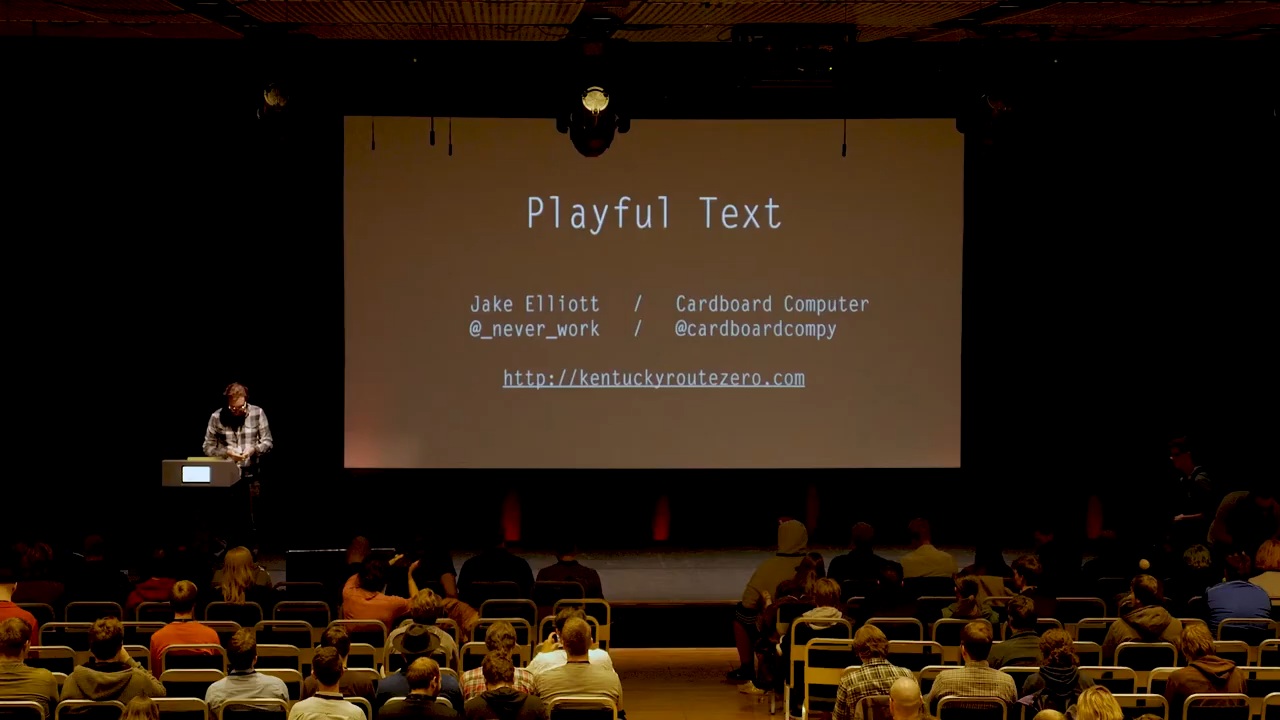 Playful Text
Jake Elliott / Cardboard Computer
@_never_work / @cardboardcompy
http://kentuckyroutezero.com